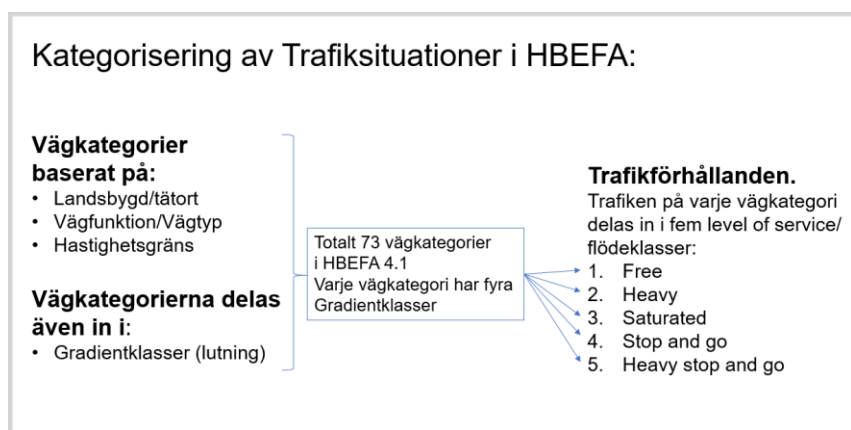 Kategorisering av Trafiksituationer i HBEFA:
Vägkategorier
baserat på:
• Landsbygd/tätort
• Vägfunktion/Vägtyp
• Hastighetsgräns
Vägkategorierna delas
även in i:
• Gradientklasser (lutning)
Totalt 73 vägkategorier
i HBEFA 4.1
Varje vägkategori har fyra
Gradientklasser
Trafikförhållanden.
Trafiken på varje vägkategori
delas in i fem level of service/
flödeklasser:
1. Free
2. Heavy
3. Saturated
4. Stop and go
5. Heavy stop and go